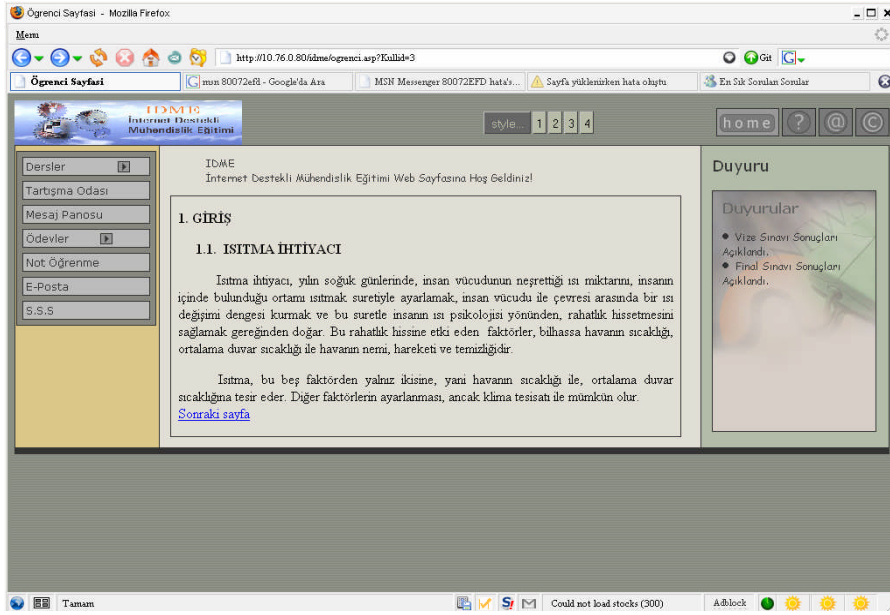 Ögrenci Sayfasi - Mozilla Firefox
Menu
http://10.76.0.80/idme/ogrenci.asp?Kullid=3
Git
Ögrenci Sayfasi
msn 80072efd - Google'da Ara
MSN Messenger 80072EFD hata's...
Sayfa yüklenirken hata oluştu
En Sık Sorulan Sorular
IDME
İnternet Destekli
Mühendislik Eğitimi
style...
1 2 3 4
home ? @ ©
Dersler
Tartışma Odası
Mesaj Panosu
Ödevler
Not Öğrenme
E-Posta
S.S.S
IDME
İnternet Destekli Mühendislik Eğitimi Web Sayfasına Hoş Geldiniz!
1. GİRİŞ
1.1. ISITMA İHTİYACI
Isıtma ihtiyacı, yılın soğuk günlerinde, insan vücudunun neşrettiği ısı miktarını, insanın
içinde bulunduğu ortamı ısıtmak suretiyle ayarlamak, insan vücudu ile çevresi arasında bir ısı
değişimi dengesi kurmak ve bu suretle insanın ısı psikolojisi yönünden, rahatlık hissetmesini
sağlamak gereğinden doğar. Bu rahatlık hissine etki eden faktörler, bilhassa havanın sıcaklığı,
ortalama duvar sıcaklığı ile havanın nemi, hareketi ve temizliğidir.
Isıtma, bu beş faktörden yalnız ikisine, yani havanın sıcaklığı ile, ortalama duvar
sıcaklığına tesir eder. Diğer faktörlerin ayarlanması, ancak klima tesisatı ile mümkün olur.
Sonraki sayfa
Duyuru
Duyurular
NEWS
● Vize Sınavı Sonuçları
Açıklandı.
● Final Sınavı Sonuçları
Açıklandı.
Tamam
Could not load stocks (300)
Adblock